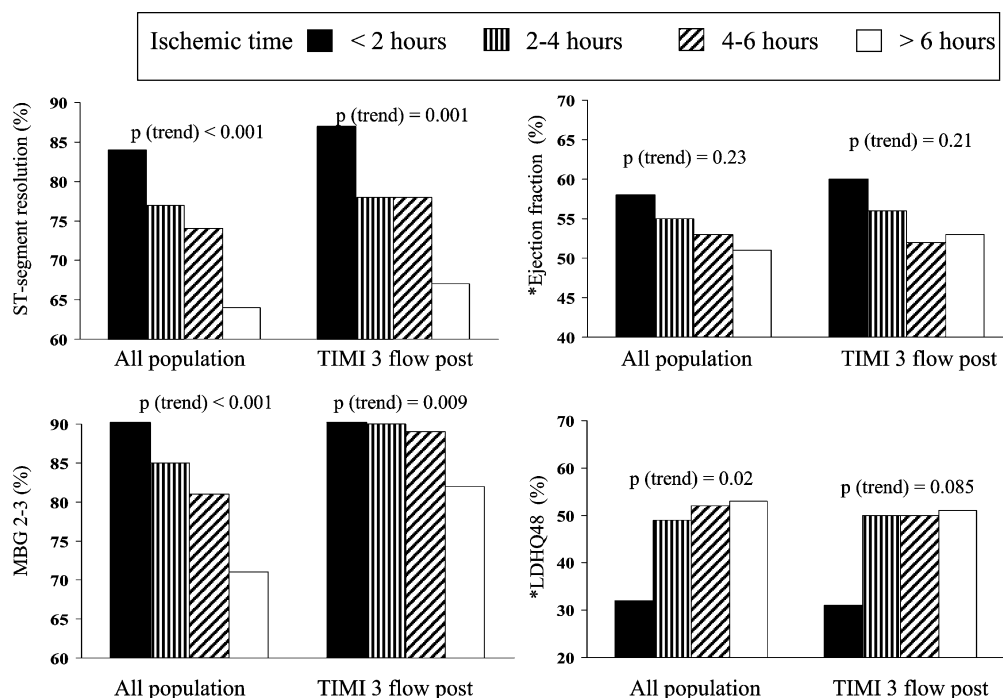 Ischemic time < 2 hours 2-4 hours 4-6 hours > 6 hours
ST-segment resolution (%)
90
85
80
75
70
65
60
p (trend) < 0.001
p (trend) = 0.001
All population TIMI 3 flow post
*Ejection fraction (%)
70
65
60
55
50
45
40
p (trend) = 0.23
p (trend) = 0.21
All population TIMI 3 flow post
MBG 2-3 (%)
90
85
80
75
70
65
60
p (trend) < 0.001 p (trend) = 0.009
All population TIMI 3 flow post
*LDHQ48 (%)
70
60
50
40
30
20
p (trend) = 0.02
p (trend) = 0.085
All population TIMI 3 flow post